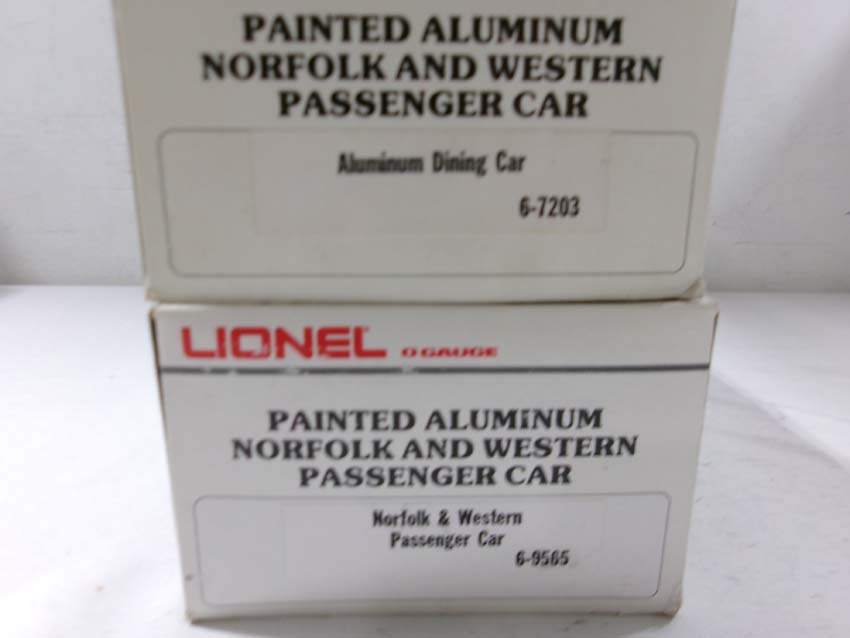 PAINTED ALUMINUM
NORFOLK AND WESTERN
PASSENGER CAR
Aluminum Dining Car
6-7203
LIONEL O GAUGE
PAINTED ALUMINUM
NORFOLK AND WESTERN
PASSENGER CAR
Norfolk & Western
Passenger Car
6-9565